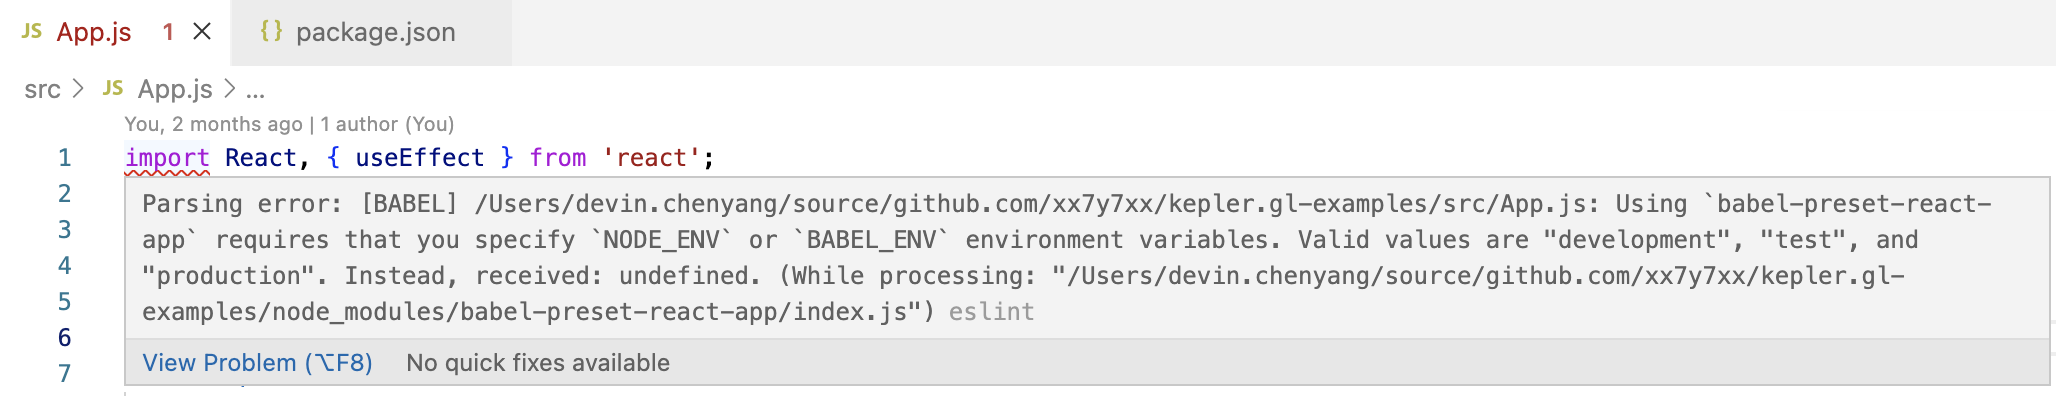 JS App.js 1 × {} package.json
src > JS App.js > ...
You, 2 months ago | 1 author (You)
1 import React, { useEffect } from 'react';
2 Parsing error: [BABEL] /Users/devin.chenyang/source/github.com/xx7y7xx/kepler.gl-examples/src/App.js: Using `babel-preset-react-
3 app` requires that you specify `NODE_ENV` or `BABEL_ENV` environment variables. Valid values are "development", "test", and
4 "production". Instead, received: undefined. (While processing: "/Users/devin.chenyang/source/github.com/xx7y7xx/kepler.gl-
5 examples/node_modules/babel-preset-react-app/index.js") eslint
6
7 View Problem (⌥F8) No quick fixes available